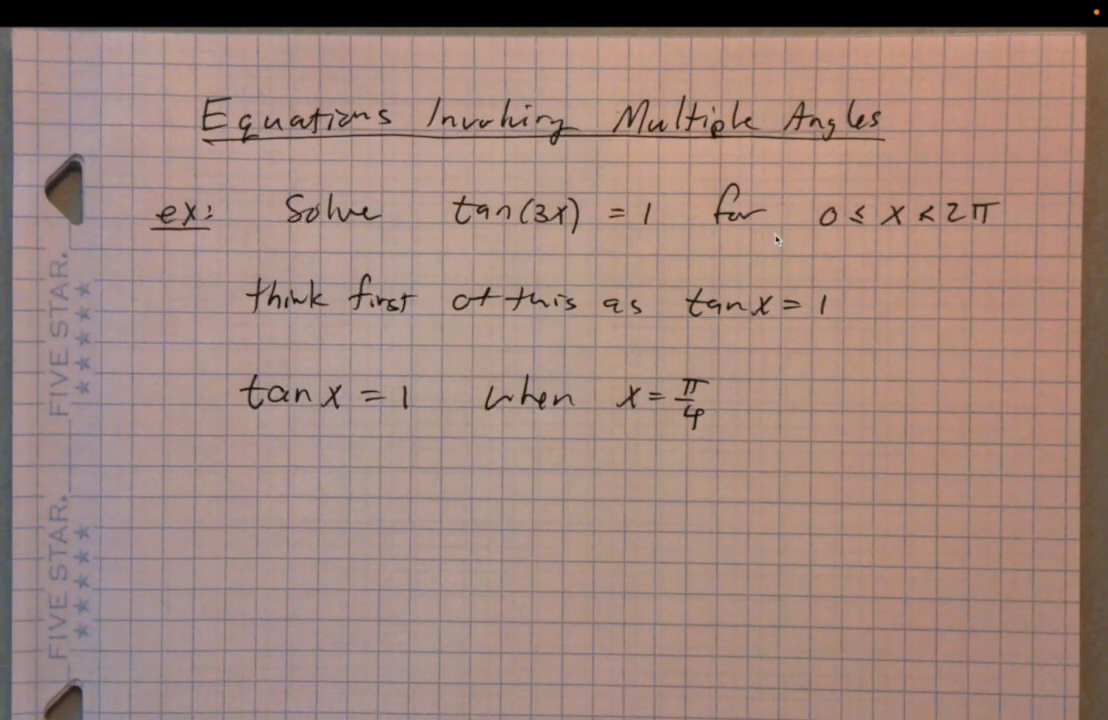 Equations Involving Multiple Angles
ex: Solve tan(3x) = 1 for 0 ≤ x < 2π
think first of this as tan x = 1
tan x = 1 when x = π/4
FIVE STAR.
FIVE STAR.